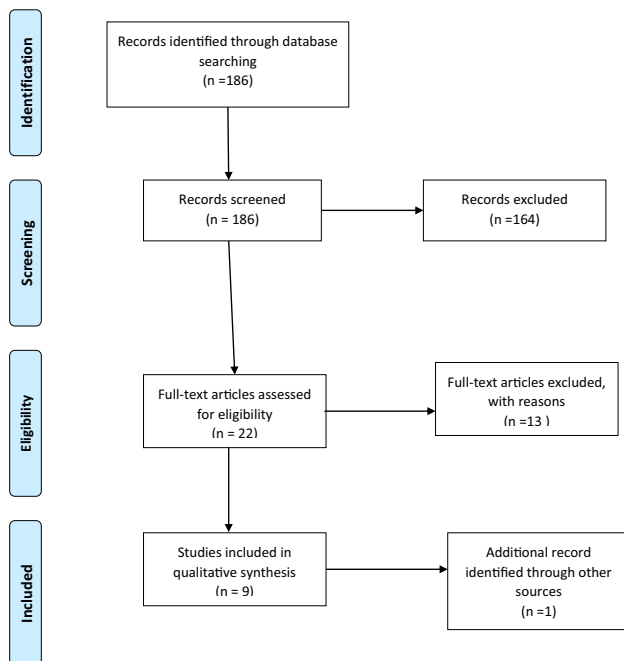 Identification
Records identified through database
searching
(n =186)
Screening
Records screened
(n = 186)
Records excluded
(n =164)
Eligibility
Full-text articles assessed
for eligibility
(n = 22)
Full-text articles excluded,
with reasons
(n =13 )
Included
Studies included in
qualitative synthesis
(n = 9)
Additional record
identified through other
sources
(n =1)